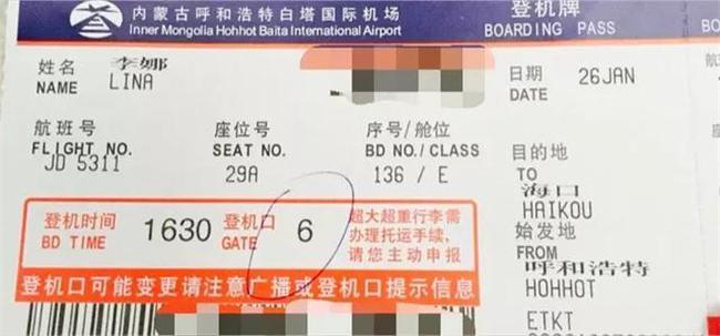 内蒙古呼和浩特白塔国际机场 登机牌
Inner Mongolia Hohhot Baita International Airport BOARDING PASS
姓名 李娜 日期 26JAN
NAME LINA DATE
航班号 座位号 序号/舱位 目的地
FLIGHT NO. SEAT NO. BD NO./CLASS TO
JD 5311 29A 136 / E 海口
HAIKOU
登机时间 1630 登机口 6 超大超重行李需 始发地
BD TIME GATE 办理托运手续, FROM
请您主动申报 呼和浩特
登机口可能变更请注意广播或登机口提示信息 HOHHOT
ETKT